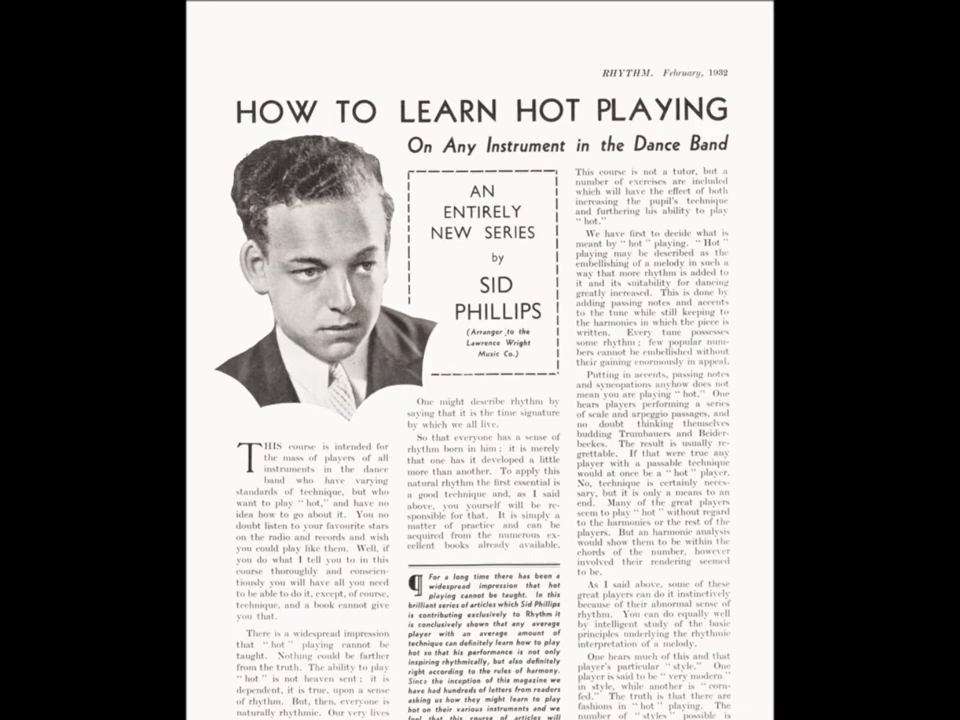 RHYTHM. February, 1932
HOW TO LEARN HOT PLAYING
On Any Instrument in the Dance Band
AN
ENTIRELY
NEW SERIES
by
SID
PHILLIPS
(Arranger to the
Lawrence Wright
Music Co.)
THIS course is intended for
the mass of players of all
instruments in the dance
band who have varying
standards of technique, but who
want to play " hot," and have no
idea how to go about it. You no
doubt listen to your favourite stars
on the radio and records and wish
you could play like them. Well, if
you do what I tell you to in this
course thoroughly and conscien-
tiously you will have all you need
to be able to do it, except, of course,
technique, and a book cannot give
you that.
There is a widespread impression
that " hot " playing cannot be
taught. Nothing could be farther
from the truth. The ability to play
" hot " is not heaven sent ; it is
dependent, it is true, upon a sense
of rhythm. But, then, everyone is
naturally rhythmic. Our very lives
One might describe rhythm by
saying that it is the time signature
by which we all live.
So that everyone has a sense of
rhythm born in him ; it is merely
that one has it developed a little
more than another. To apply this
natural rhythm the first essential is
a good technique and, as I said
above, you yourself will be re-
sponsible for that. It is simply a
matter of practice and can be
acquired from the numerous ex-
cellent books already available.
¶ For a long time there has been a
widespread impression that hot
playing cannot be taught. In this
brilliant series of articles which Sid Phillips
is contributing exclusively to Rhythm it
is conclusively shown that any average
player with an average amount of
technique can definitely learn how to play
hot so that his performance is not only
inspiring rhythmically, but also definitely
right according to the rules of harmony.
Since the inception of this magazine we
have had hundreds of letters from readers
asking us how they might learn to play
hot on their various instruments and we
feel that this course of articles will
This course is not a tutor, but a
number of exercises are included
which will have the effect of both
increasing the pupil's technique
and furthering his ability to play
" hot."
We have first to decide what is
meant by " hot " playing. " Hot "
playing may be described as the
embellishing of a melody in such a
way that more rhythm is added to
it and its suitability for dancing
greatly increased. This is done by
adding passing notes and accents
to the tune while still keeping to
the harmonies in which the piece is
written. Every tune possesses
some rhythm ; few popular num-
bers cannot be embellished without
their gaining enormously in appeal.
Putting in accents, passing notes
and syncopations anyhow does not
mean you are playing " hot." One
hears players performing a series
of scale and arpeggio passages, and
no doubt thinking themselves
budding Trumbauers and Beider-
beckes. The result is usually re-
grettable. If that were true any
player with a passable technique
would at once be a " hot " player.
No, technique is certainly neces-
sary, but it is only a means to an
end. Many of the great players
seem to play " hot " without regard
to the harmonies or the rest of the
players. But an harmonic analysis
would show them to be within the
chords of the number, however
involved their rendering seemed
to be.
As I said above, some of these
great players can do it instinctively
because of their abnormal sense of
rhythm. You can do equally well
by intelligent study of the basic
principles underlying the rhythmic
interpretation of a melody.
One hears much of this and that
player's particular " style." One
player is said to be " very modern "
in style, while another is " corn-
fed." The truth is that there are
fashions in " hot " playing. The
number of " styles " possible is